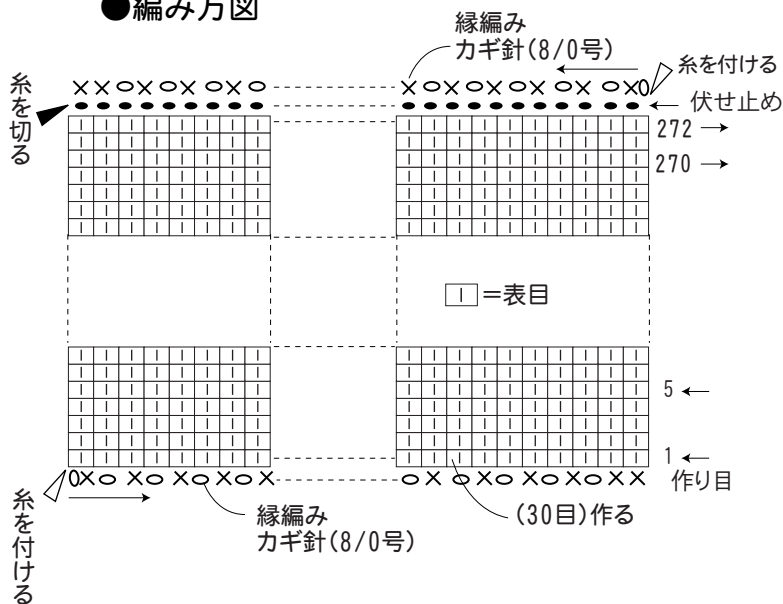 ●編み方図
縁編み
カギ針(8/0号)
糸を付ける
糸を切る
伏せ止め
272
270
=表目
5
1
作り目
糸を付ける
縁編み
カギ針(8/0号)
(30目)作る